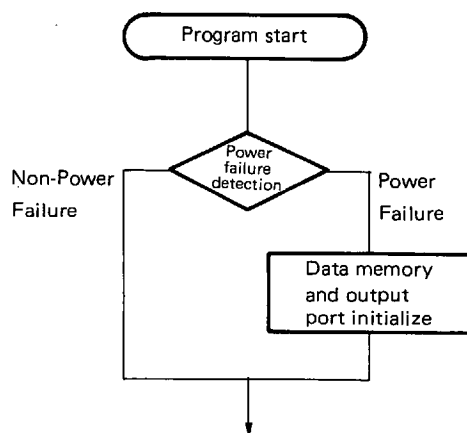 Program start
Power
failure
detection
Non-Power
Failure
Power
Failure
Data memory
and output
port initialize